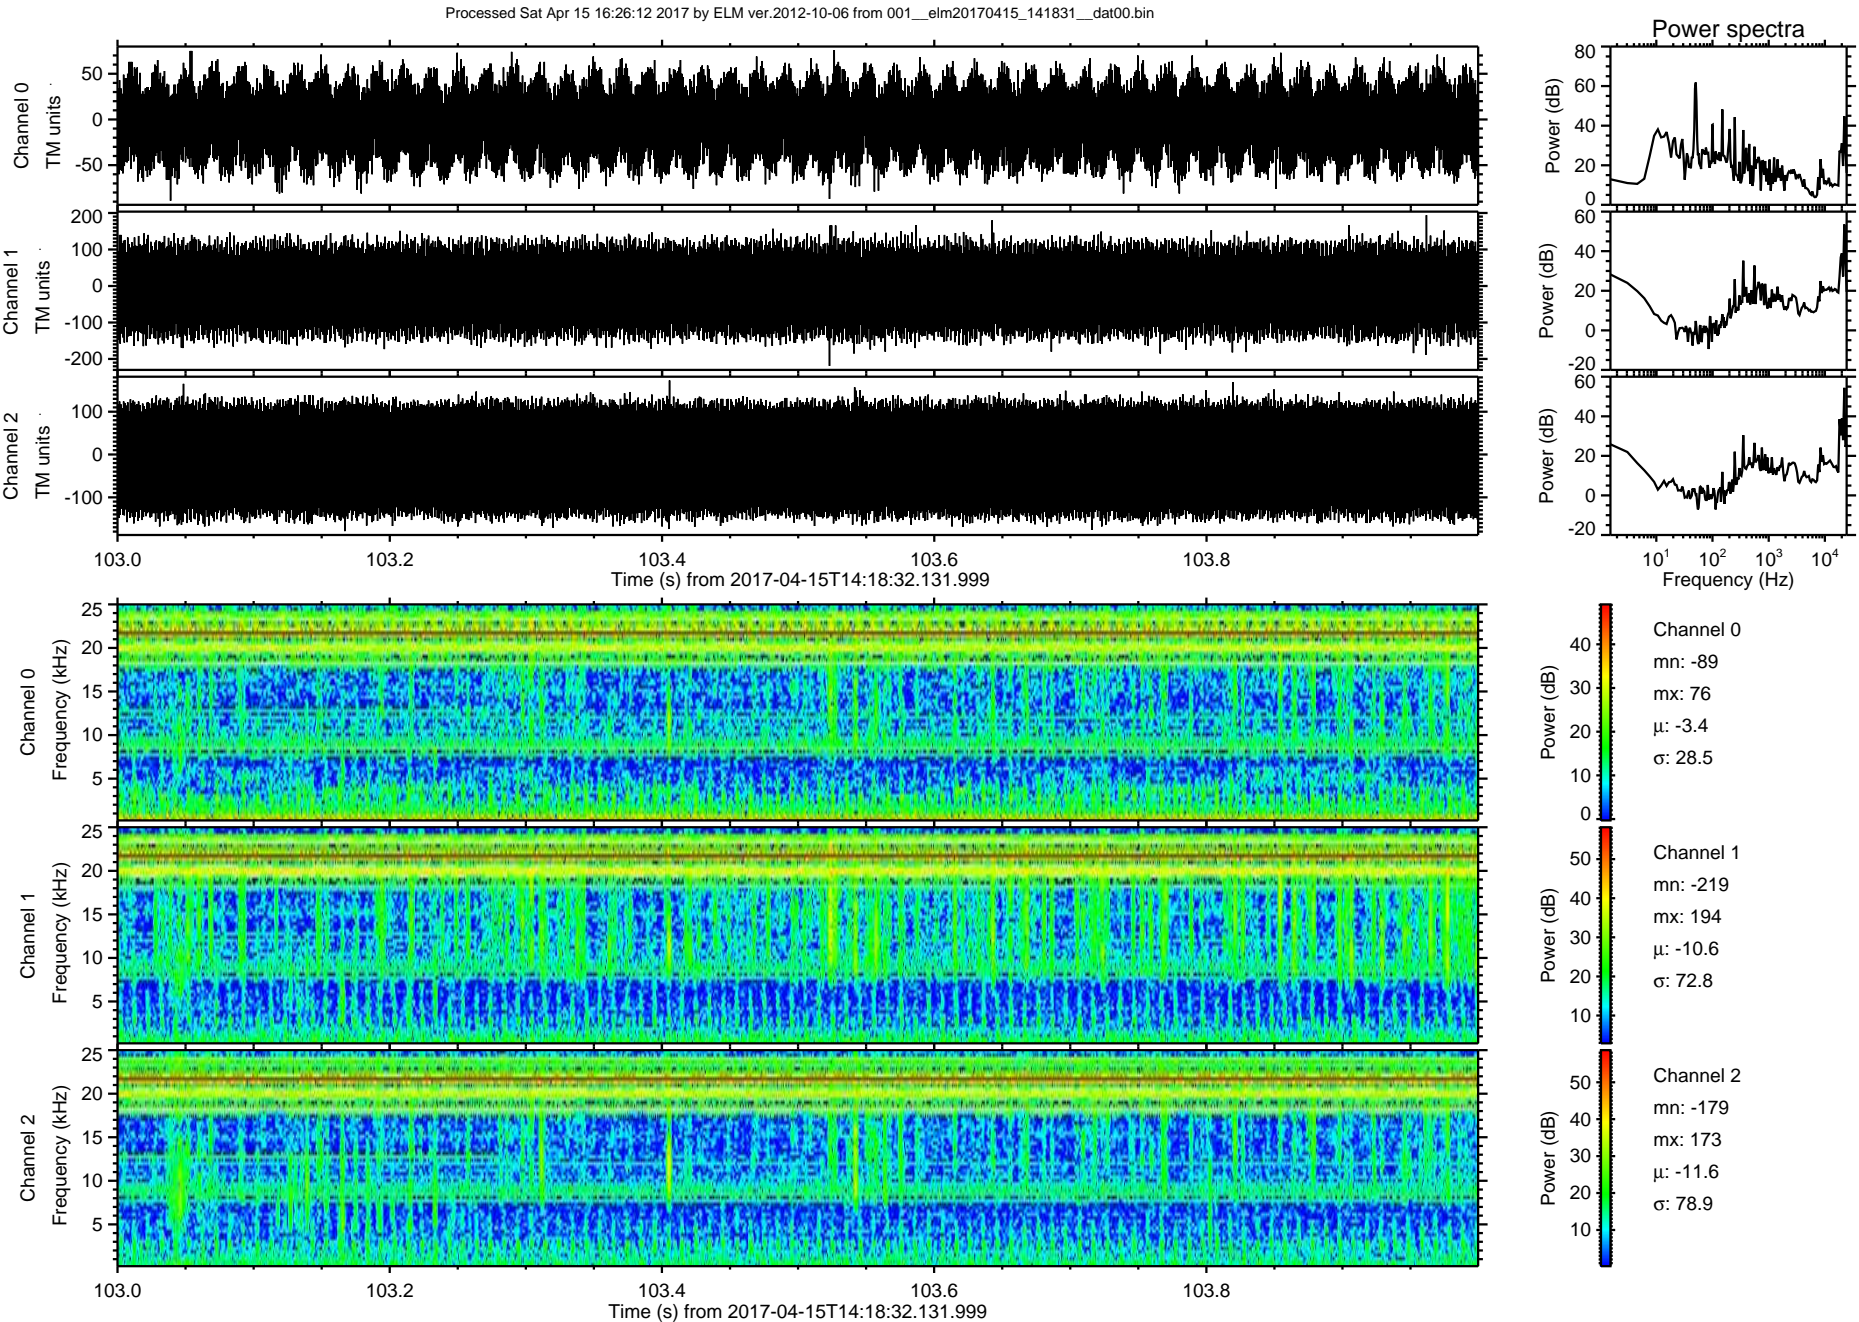 Processed Sat Apr 15 16:26:12 2017 by ELM ver.2012-10-06 from 001__elm20170415_141831__dat00.bin
Power spectra
Channel 0
TM units
50
0
-50
Power (dB)
80
60
40
20
0
Channel 1
TM units
200
100
0
-100
-200
Power (dB)
60
40
20
0
-20
Channel 2
TM units
100
0
-100
Power (dB)
60
40
20
0
-20
103.0 103.2 103.4 103.6 103.8
Time (s) from 2017-04-15T14:18:32.131.999
10^1 10^2 10^3 10^4
Frequency (Hz)
Channel 0
Frequency (kHz)
25
20
15
10
5
Power (dB)
40
30
20
10
0
Channel 0
mn: -89
mx: 76
μ: -3.4
σ: 28.5
Channel 1
Frequency (kHz)
25
20
15
10
5
Power (dB)
50
40
30
20
10
Channel 1
mn: -219
mx: 194
μ: -10.6
σ: 72.8
Channel 2
Frequency (kHz)
25
20
15
10
5
Power (dB)
50
40
30
20
10
Channel 2
mn: -179
mx: 173
μ: -11.6
σ: 78.9
103.0 103.2 103.4 103.6 103.8
Time (s) from 2017-04-15T14:18:32.131.999